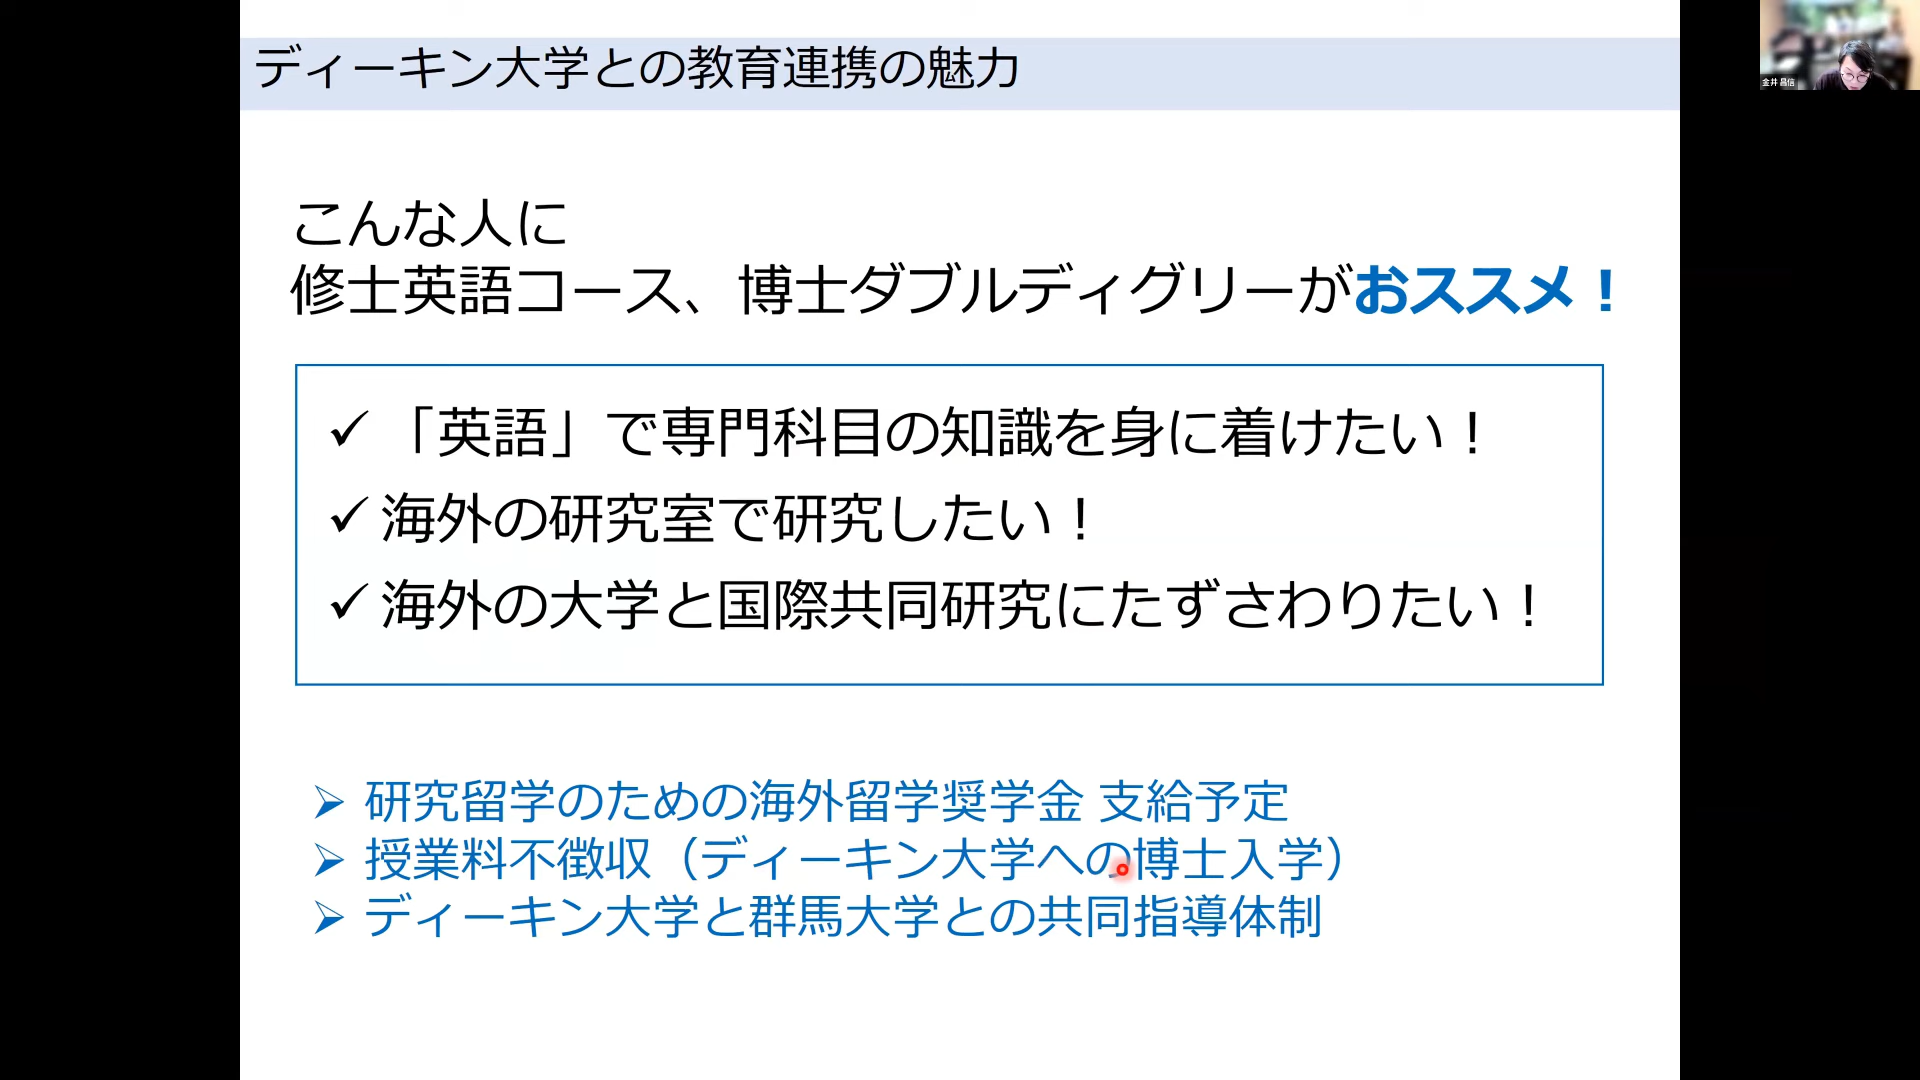 ディーキン大学との教育連携の魅力
金井 昌信
こんな人に
修士英語コース、博士ダブルディグリーがおススメ！
✓ 「英語」で専門科目の知識を身に着けたい！
✓ 海外の研究室で研究したい！
✓ 海外の大学と国際共同研究にたずさわりたい！
➢ 研究留学のための海外留学奨学金 支給予定
➢ 授業料不徴収（ディーキン大学への博士入学）
➢ ディーキン大学と群馬大学との共同指導体制